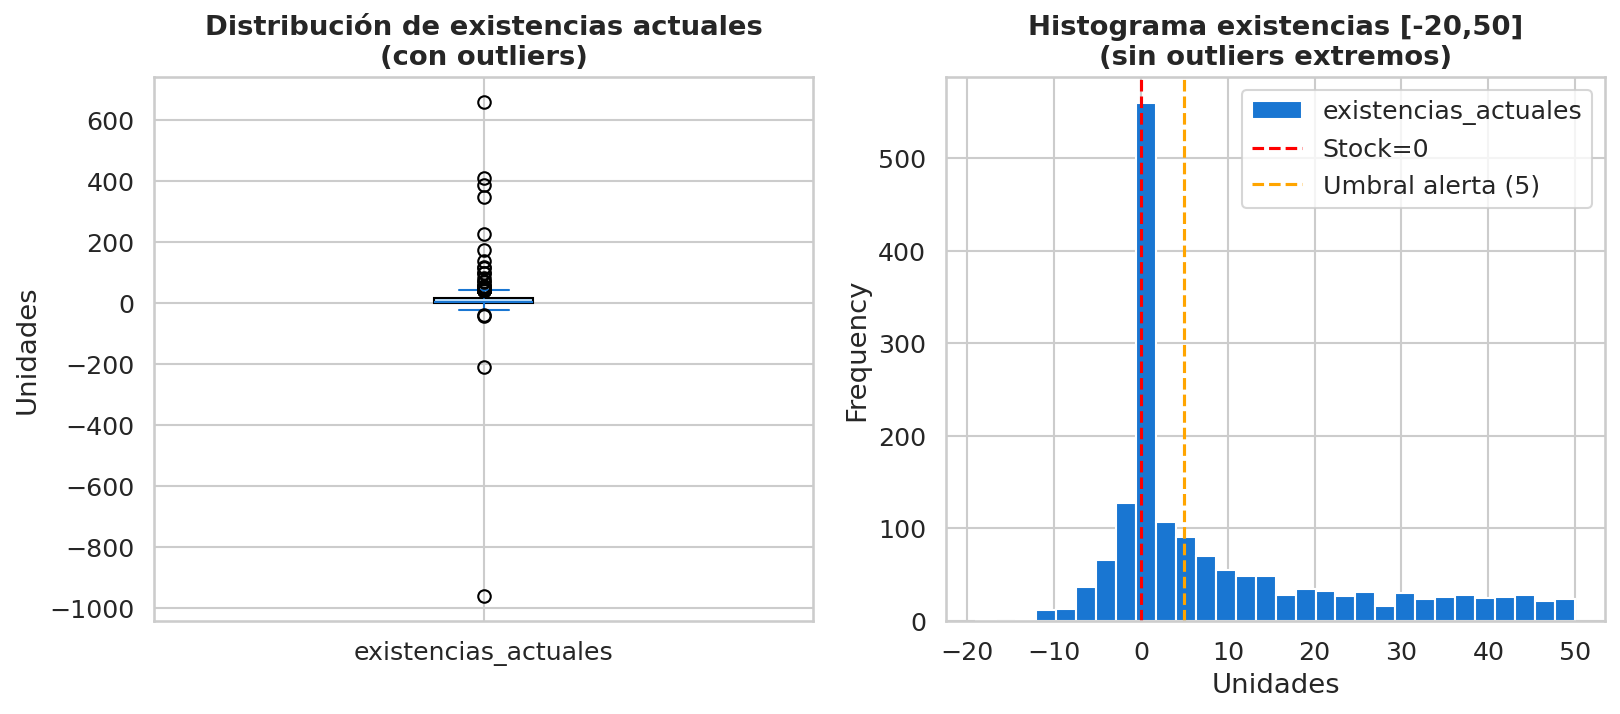 Distribución de existencias actuales
(con outliers)
600
400
200
0
−200
−400
−600
−800
−1000
Unidades
existencias_actuales
Histograma existencias [-20,50]
(sin outliers extremos)
existencias_actuales
Stock=0
Umbral alerta (5)
500
400
300
200
100
0
Frequency
−20
−10
0
10
20
30
40
50
Unidades